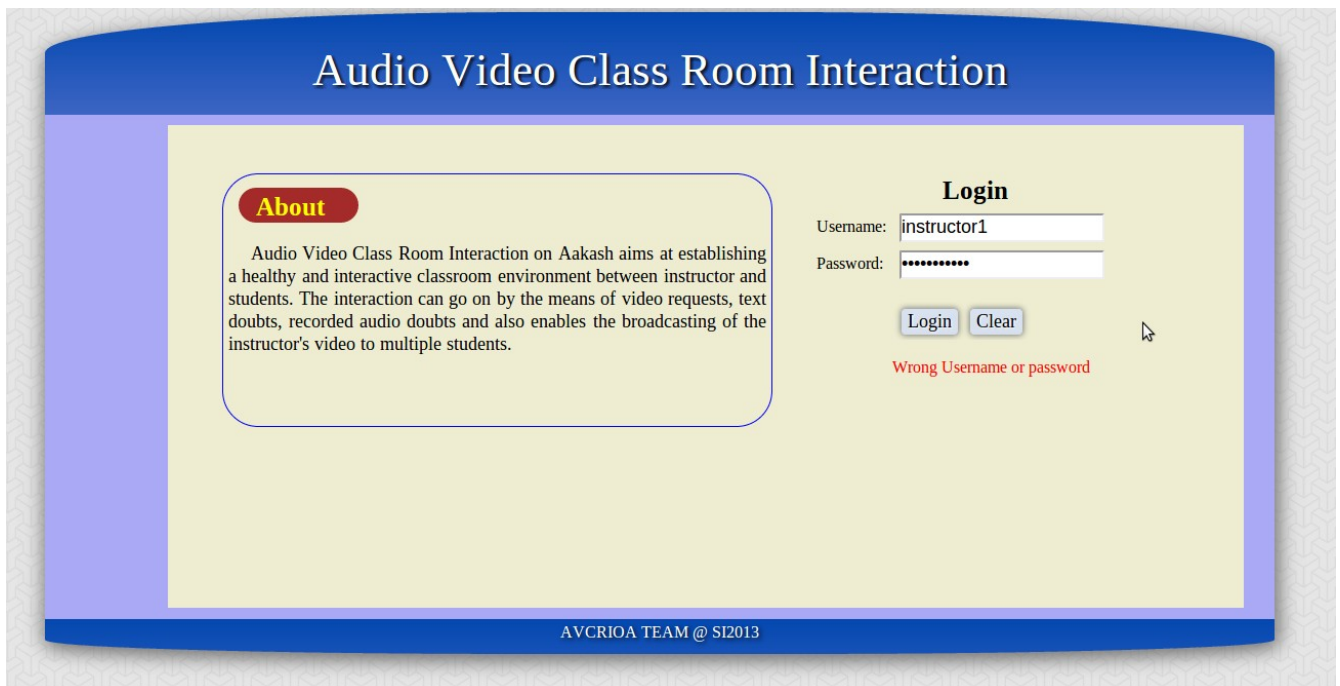 Audio Video Class Room Interaction
About
Audio Video Class Room Interaction on Aakash aims at establishing
a healthy and interactive classroom environment between instructor and
students. The interaction can go on by the means of video requests, text
doubts, recorded audio doubts and also enables the broadcasting of the
instructor's video to multiple students.
Login
Username: instructor1
Password: •••••••••••
Login Clear
Wrong Username or password
AVCRIOA TEAM @ SI2013